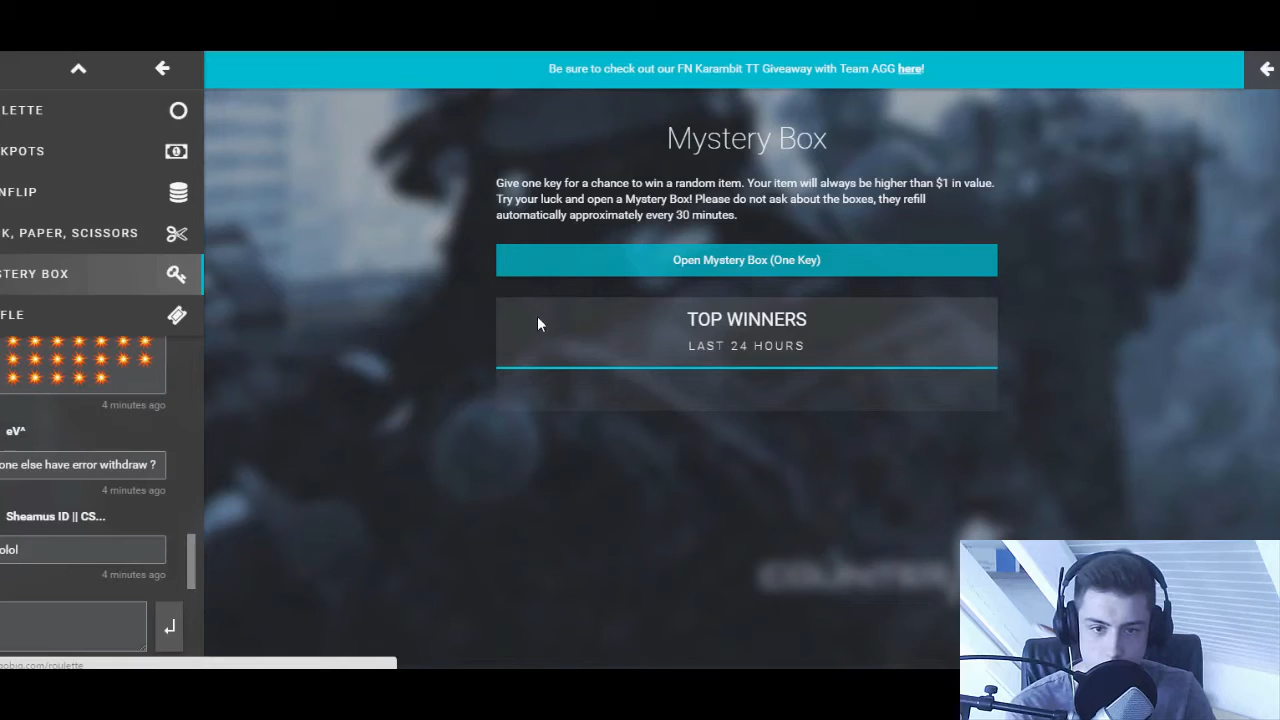 Be sure to check out our FN Karambit TT Giveaway with Team AGG here!
LETTE
KPOTS
NFLIP
K, PAPER, SCISSORS
STERY BOX
FLE
4 minutes ago
eV^
one else have error withdraw ?
4 minutes ago
Sheamus ID || CS...
olol
4 minutes ago
gobig.com/roulette
Mystery Box
Give one key for a chance to win a random item. Your item will always be higher than $1 in value.
Try your luck and open a Mystery Box! Please do not ask about the boxes, they refill
automatically approximately every 30 minutes.
Open Mystery Box (One Key)
TOP WINNERS
LAST 24 HOURS